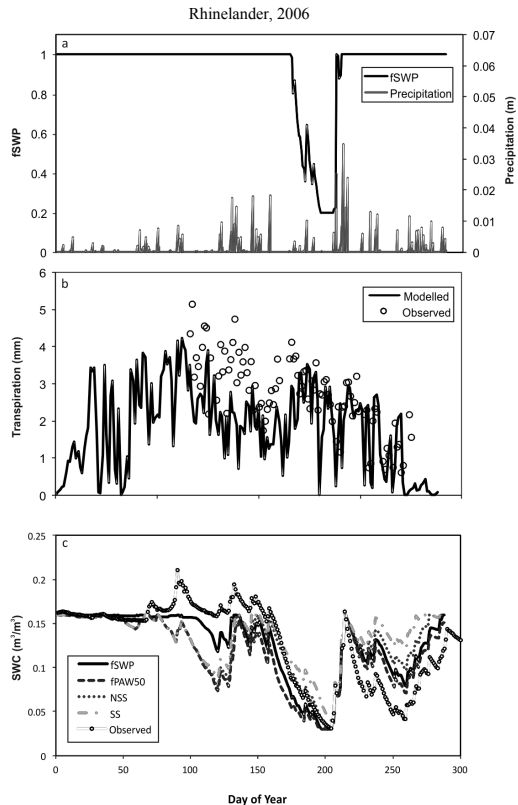 Rhinelander, 2006
a
1
0.8
0.6
0.4
0.2
0
fSWP
0.07
0.06
0.05
0.04
0.03
0.02
0.01
0
Precipitation (m)
fSWP
Precipitation
b
6
5
4
3
2
1
0
Transpiration (mm)
Modelled
Observed
c
0.25
0.2
0.15
0.1
0.05
0
SWC (m³/m³)
fSWP
fPAW50
NSS
SS
Observed
0
50
100
150
200
250
300
Day of Year